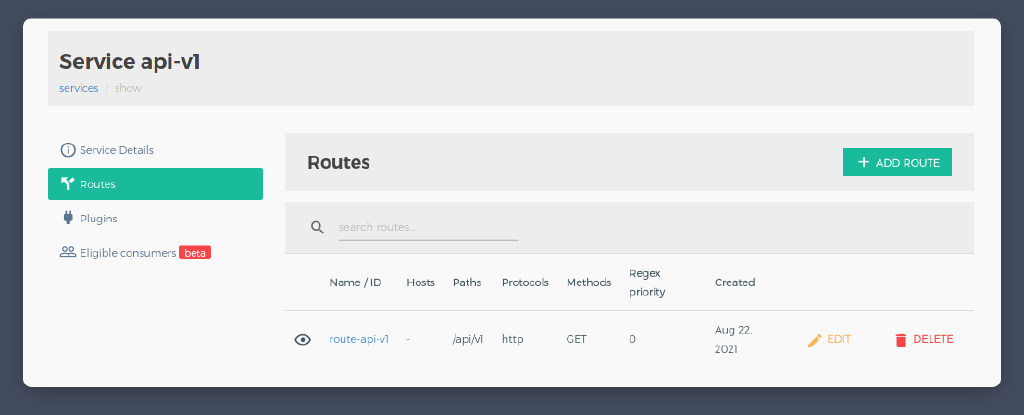 Service api-v1
services / show
Service Details
Routes
Plugins
Eligible consumers beta
Routes
+ ADD ROUTE
search routes...
Name / ID Hosts Paths Protocols Methods Regex priority Created
route-api-v1 - /api/v1 http GET 0 Aug 22, 2021 EDIT DELETE